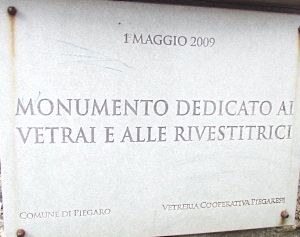 1 MAGGIO 2009
MONUMENTO DEDICATO AI
VETRAI E ALLE RIVESTITRICI
COMUNE DI PIEGARO
VETRERIA COOPERATIVA PIEGARESE